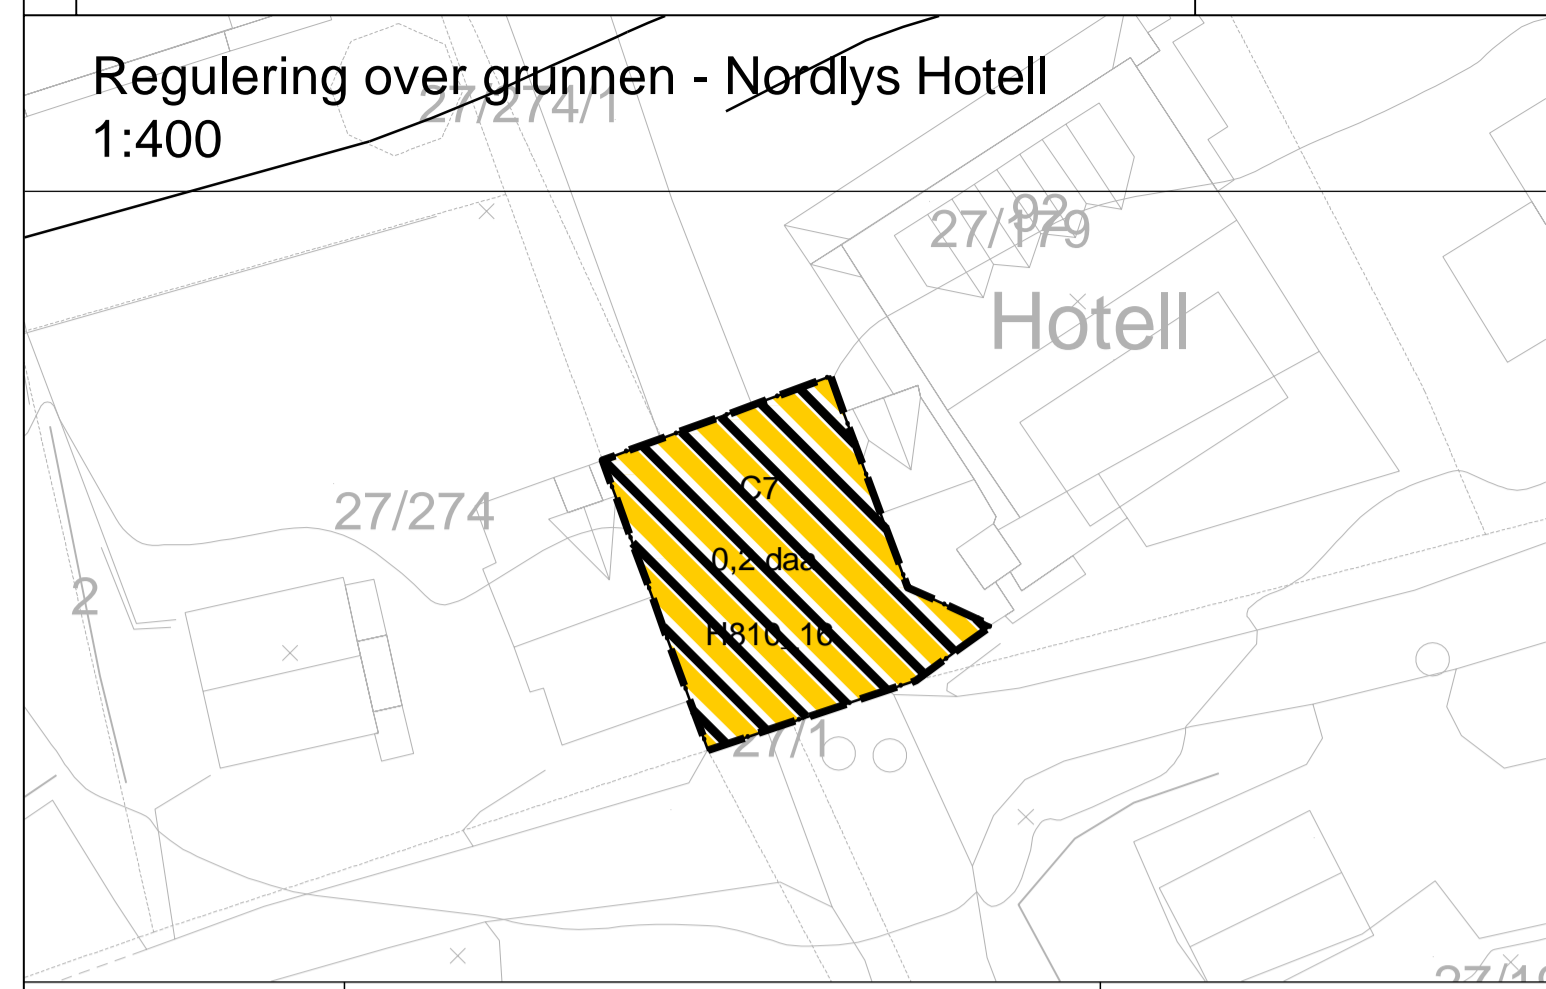 Regulering over grunnen - Nordlys Hotell
1:400
27/274/1
92
27/179
Hotell
C7
27/274
0,2 daa
2
H810_16
27/1